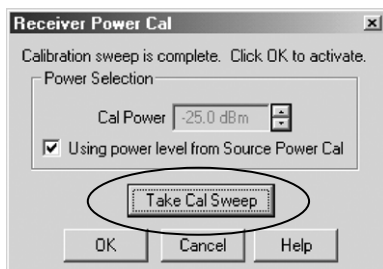 Receiver Power Cal
Calibration sweep is complete. Click OK to activate.
Power Selection
Cal Power -25.0 dBm
Using power level from Source Power Cal
Take Cal Sweep
OK Cancel Help